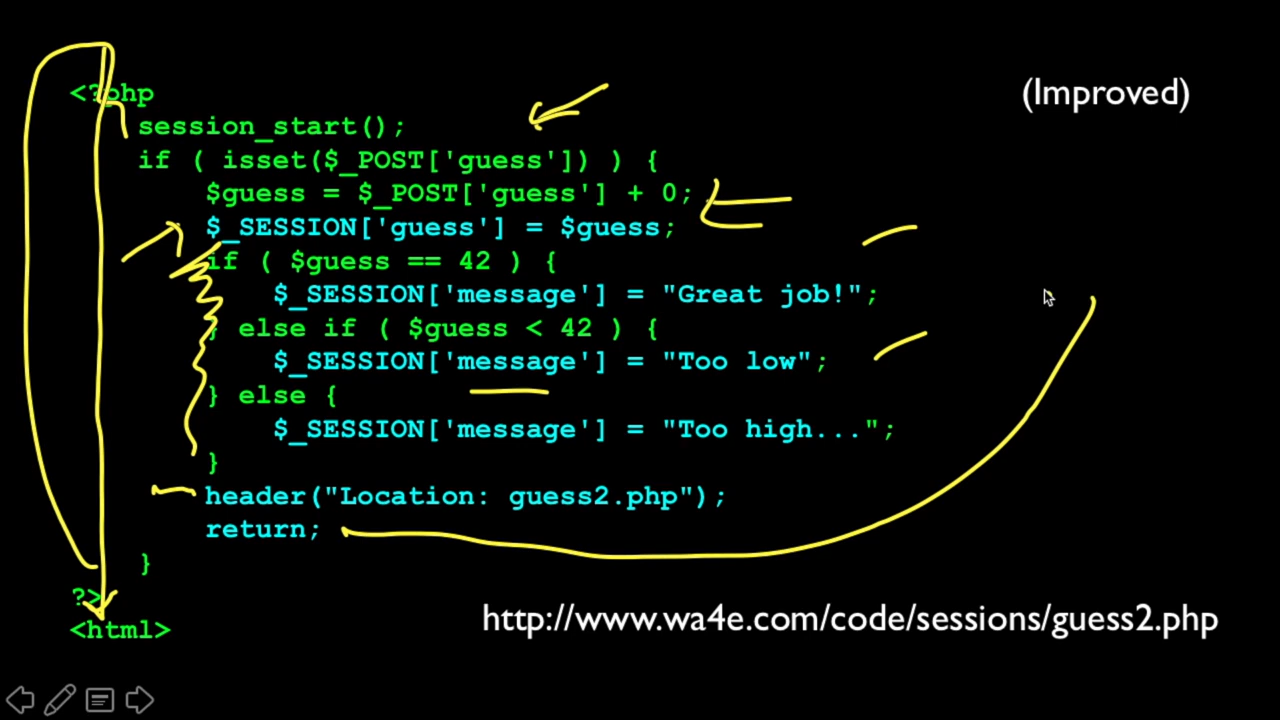 (Improved)
<?php
session_start();
if ( isset($_POST['guess']) ) {
$guess = $_POST['guess'] + 0;
$_SESSION['guess'] = $guess;
if ( $guess == 42 ) {
$_SESSION['message'] = "Great job!";
} else if ( $guess < 42 ) {
$_SESSION['message'] = "Too low";
} else {
$_SESSION['message'] = "Too high...";
}
header("Location: guess2.php");
return;
}
?>
<html>
http://www.wa4e.com/code/sessions/guess2.php